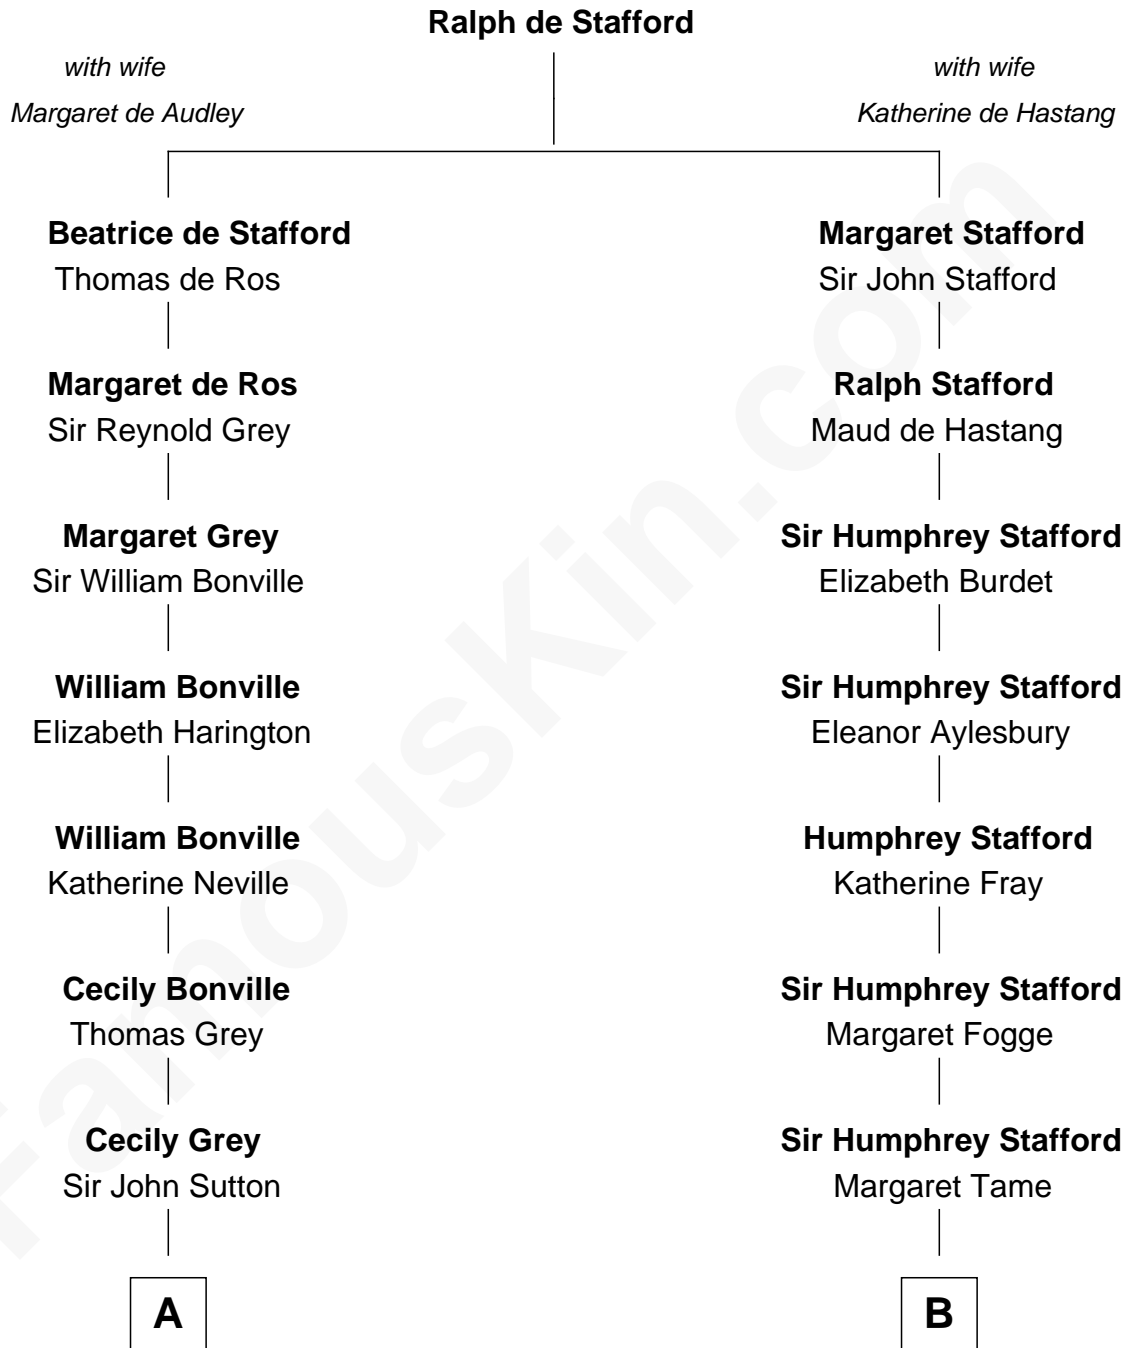 Ralph de Stafford
with wife
Margaret de Audley
with wife
Katherine de Hastang
Beatrice de Stafford
Thomas de Ros
Margaret Stafford
Sir John Stafford
Margaret de Ros
Sir Reynold Grey
Ralph Stafford
Maud de Hastang
Margaret Grey
Sir William Bonville
Sir Humphrey Stafford
Elizabeth Burdet
William Bonville
Elizabeth Harington
Sir Humphrey Stafford
Eleanor Aylesbury
William Bonville
Katherine Neville
Humphrey Stafford
Katherine Fray
Cecily Bonville
Thomas Grey
Sir Humphrey Stafford
Margaret Fogge
Cecily Grey
Sir John Sutton
Sir Humphrey Stafford
Margaret Tame
A
B
FamousKin.com